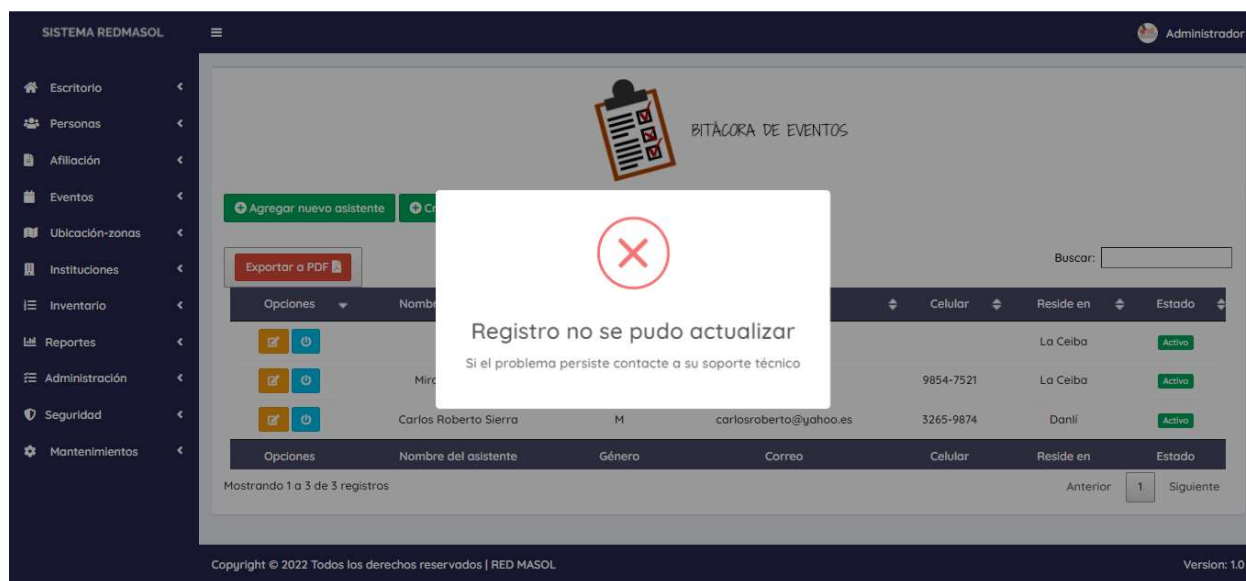 SISTEMA REDMASOL
Administrador
Escritorio
Personas
Afiliación
Eventos
Ubicación-zonas
Instituciones
Inventario
Reportes
Administración
Seguridad
Mantenimientos
BITÁCORA DE EVENTOS
Agregar nuevo asistente
Exportar a PDF
Buscar:
Registro no se pudo actualizar
Si el problema persiste contacte a su soporte técnico
Opciones Celular Reside en Estado
La Ceiba Activo
9854-7521 La Ceiba Activo
Carlos Roberto Sierra M carlosroberto@yahoo.es 3265-9874 Danlí Activo
Opciones Nombre del asistente Género Correo Celular Reside en Estado
Mostrando 1 a 3 de 3 registros
Anterior 1 Siguiente
Copyright © 2022 Todos los derechos reservados | RED MASOL
Version: 1.0